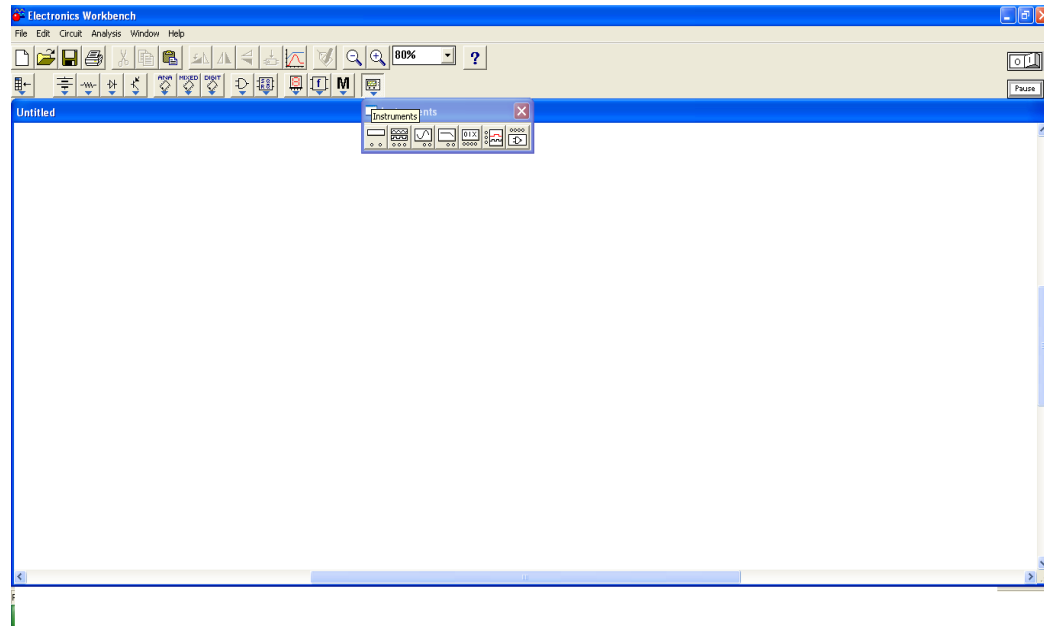 Electronics Workbench
File Edit Circuit Analysis Window Help
80% ?
ANA MIXED DIGIT
M
Pause
Untitled
Instruments